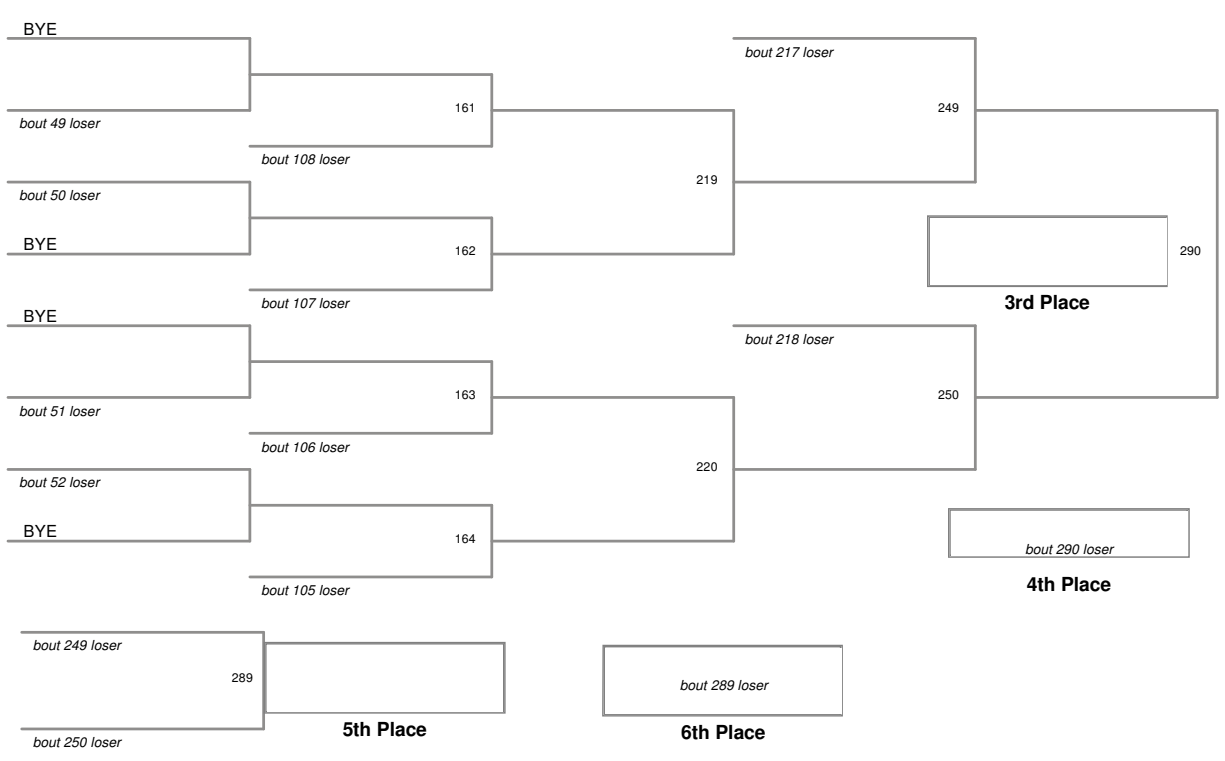 BYE
bout 217 loser
161
249
bout 49 loser
bout 108 loser
219
bout 50 loser
BYE
162
290
bout 107 loser
3rd Place
BYE
bout 218 loser
163
250
bout 51 loser
bout 106 loser
220
bout 52 loser
BYE
164
bout 290 loser
4th Place
bout 105 loser
bout 249 loser
289
bout 289 loser
5th Place
6th Place
bout 250 loser